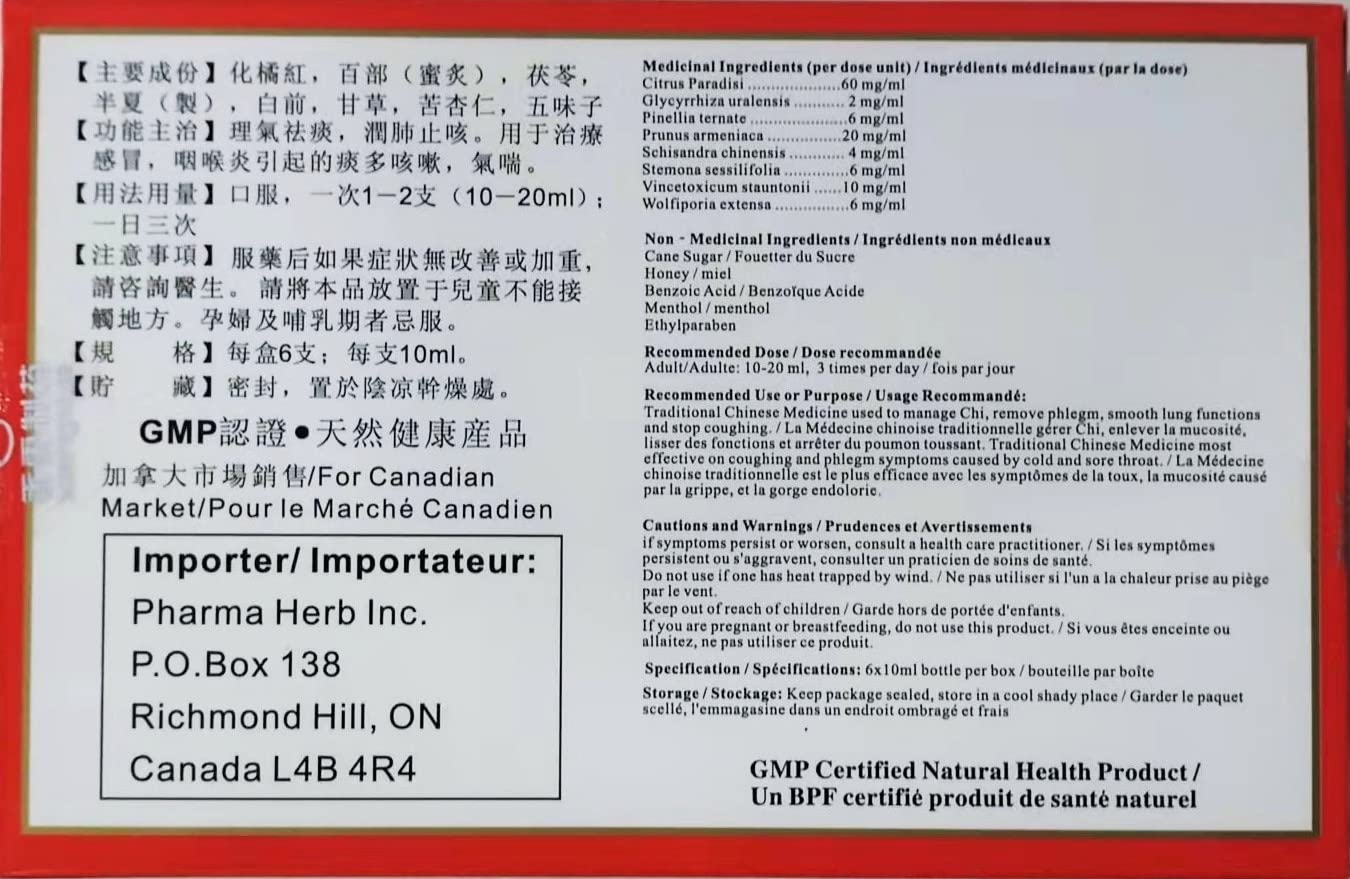 【主要成份】化橘紅，百部（蜜炙），茯苓，
半夏（製），白前，甘草，苦杏仁，五味子
【功能主治】理氣祛痰，潤肺止咳。用于治療
感冒，咽喉炎引起的痰多咳嗽，氣喘。
【用法用量】口服，一次1－2支（10－20ml）；
一日三次
【注意事項】服藥后如果症狀無改善或加重，
請咨詢醫生。請將本品放置于兒童不能接
觸地方。孕婦及哺乳期者忌服。
【規 格】每盒6支；每支10ml。
【貯 藏】密封，置於陰凉幹燥處。
GMP認證●天然健康産品
加拿大市場銷售/For Canadian
Market/Pour le Marché Canadien
Importer/ Importateur:
Pharma Herb Inc.
P.O.Box 138
Richmond Hill, ON
Canada L4B 4R4
Medicinal Ingredients (per dose unit) / Ingrédients médicinaux (par la dose)
Citrus Paradisi .....................60 mg/ml
Glycyrrhiza uralensis ............2 mg/ml
Pinellia ternate ......................6 mg/ml
Prunus armeniaca .................20 mg/ml
Schisandra chinensis .............4 mg/ml
Stemona sessilifolia ...............6 mg/ml
Vincetoxicum stauntonii ......10 mg/ml
Wolfiporia extensa .................6 mg/ml
Non - Medicinal Ingredients / Ingrédients non médicaux
Cane Sugar / Fouetter du Sucre
Honey / miel
Benzoic Acid / Benzoïque Acide
Menthol / menthol
Ethylparaben
Recommended Dose / Dose recommandée
Adult/Adulte: 10-20 ml, 3 times per day / fois par jour
Recommended Use or Purpose / Usage Recommandé:
Traditional Chinese Medicine used to manage Chi, remove phlegm, smooth lung functions
and stop coughing. / La Médecine chinoise traditionnelle gérer Chi, enlever la mucosité,
lisser des fonctions et arrêter du poumon toussant. Traditional Chinese Medicine most
effective on coughing and phlegm symptoms caused by cold and sore throat. / La Médecine
chinoise traditionnelle est le plus efficace avec les symptômes de la toux, la mucosité causé
par la grippe, et la gorge endolorie.
Cautions and Warnings / Prudences et Avertissements
if symptoms persist or worsen, consult a health care practitioner. / Si les symptômes
persistent ou s'aggravent, consulter un praticien de soins de santé.
Do not use if one has heat trapped by wind. / Ne pas utiliser si l'un a la chaleur prise au piège
par le vent.
Keep out of reach of children / Garde hors de portée d'enfants.
If you are pregnant or breastfeeding, do not use this product. / Si vous êtes enceinte ou
allaitez, ne pas utiliser ce produit.
Specification / Spécifications: 6x10ml bottle per box / bouteille par boîte
Storage / Stockage: Keep package sealed, store in a cool shady place / Garder le paquet
scellé, l'emmagasine dans un endroit ombragé et frais
GMP Certified Natural Health Product /
Un BPF certifié produit de santé naturel